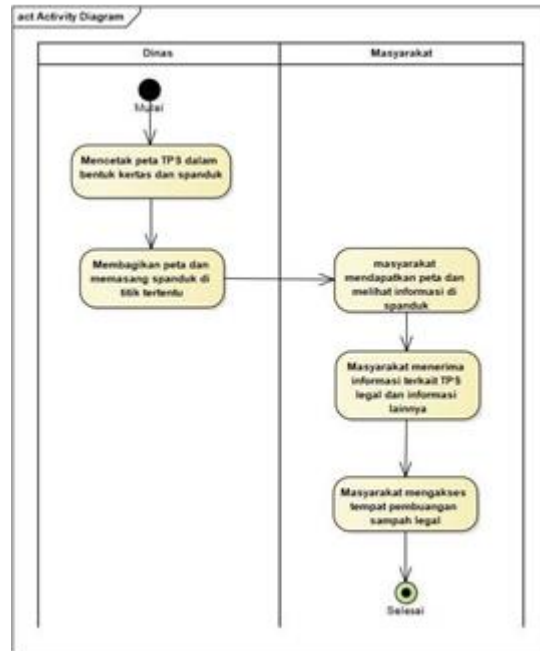 act Activity Diagram
Dinas
Masyarakat
Mulai
Mencetak peta TPS dalam
bentuk kertas dan spanduk
Membagikan peta dan
memasang spanduk di
titik tertentu
masyarakat
mendapatkan peta dan
melihat informasi di
spanduk
Masyarakat menerima
informasi terkait TPS
legal dan informasi
lainnya
Masyarakat mengakses
tempat pembuangan
sampah legal
Selesai